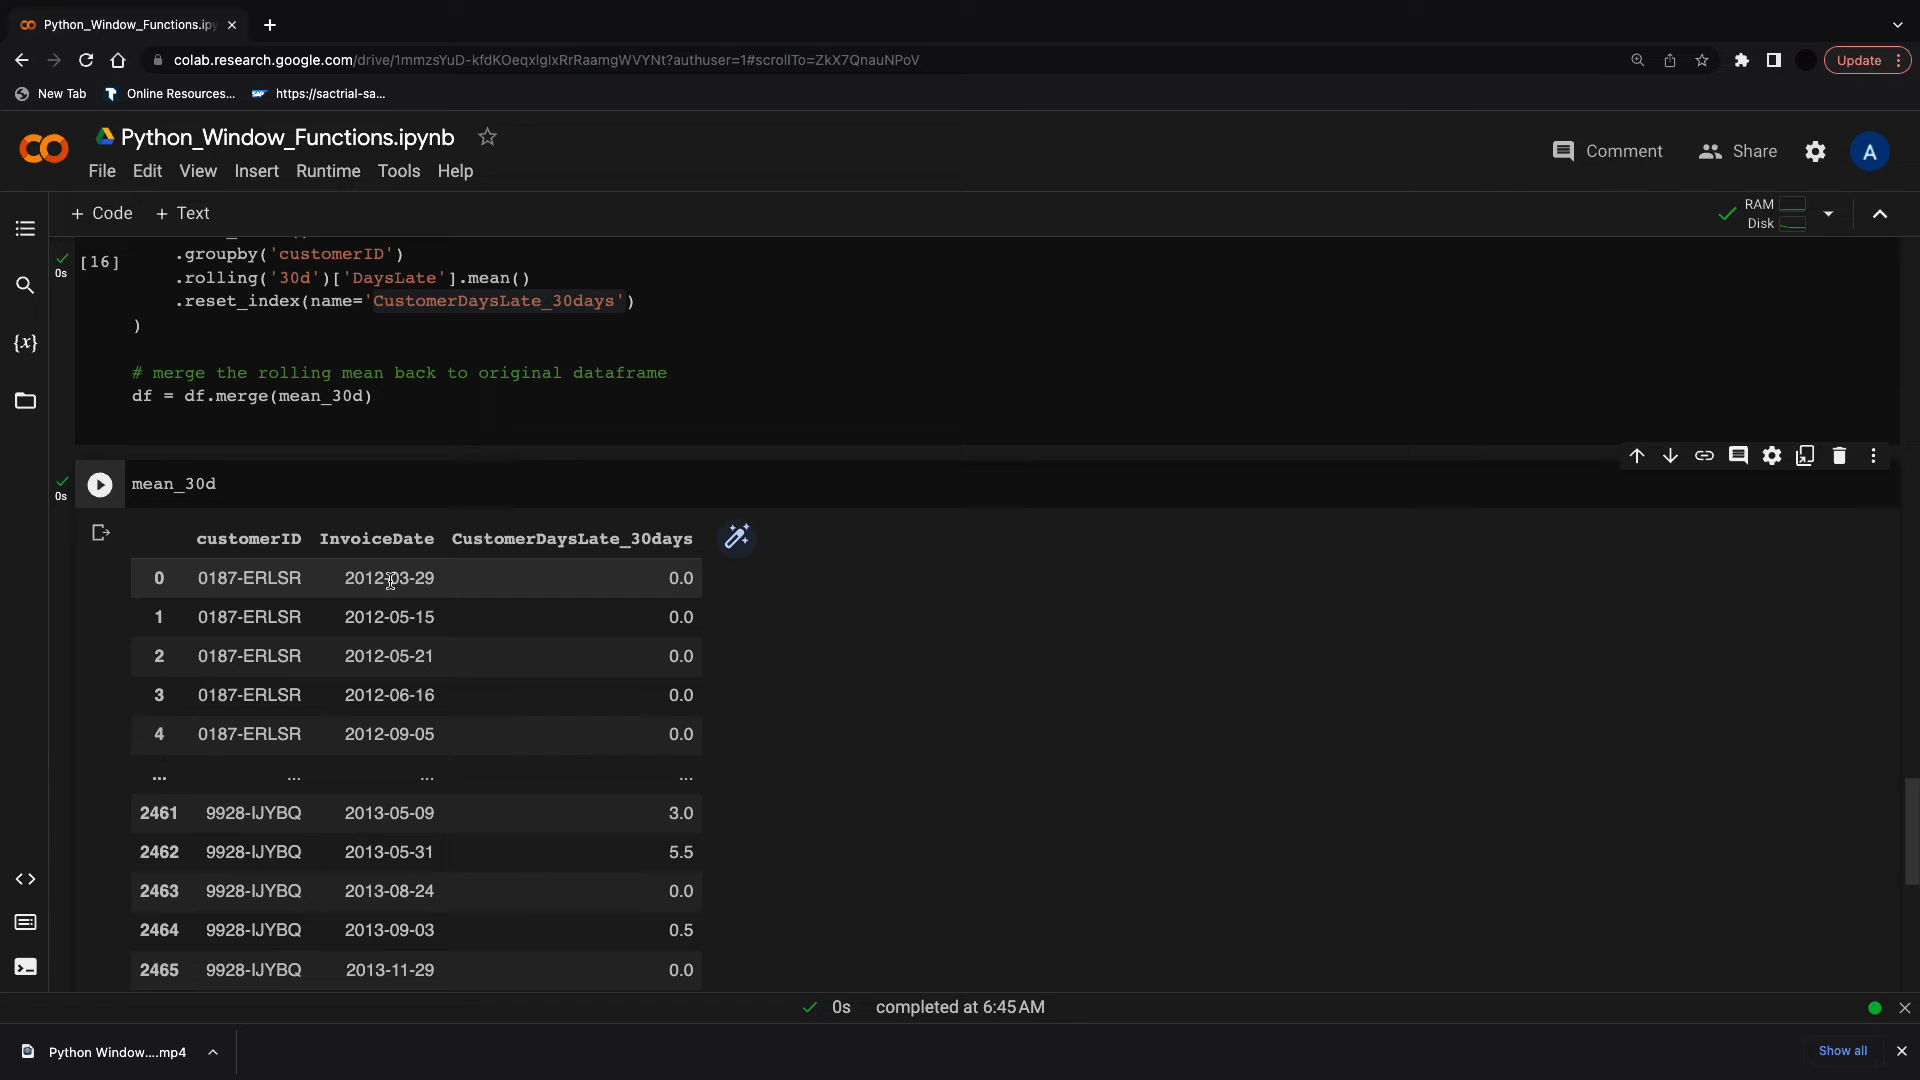 Python_Window_Functions.ipy
colab.research.google.com/drive/1mmzsYuD-kfdKOeqxlglxRrRaamgWVYNt?authuser=1#scrollTo=ZkX7QnauNPoV
Update
New Tab
Online Resources...
SAP
https://sactrial-sa...
Python_Window_Functions.ipynb
Comment
Share
A
File Edit View Insert Runtime Tools Help
+ Code + Text
RAM
Disk
.groupby('customerID')
0s
[16]
.rolling('30d')['DaysLate'].mean()
.reset_index(name='CustomerDaysLate_30days')
)
{x}
# merge the rolling mean back to original dataframe
df = df.merge(mean_30d)
0s
mean_30d
customerID InvoiceDate CustomerDaysLate_30days
0 0187-ERLSR 2012-03-29 0.0
1 0187-ERLSR 2012-05-15 0.0
2 0187-ERLSR 2012-05-21 0.0
3 0187-ERLSR 2012-06-16 0.0
4 0187-ERLSR 2012-09-05 0.0
... ... ... ...
2461 9928-IJYBQ 2013-05-09 3.0
2462 9928-IJYBQ 2013-05-31 5.5
2463 9928-IJYBQ 2013-08-24 0.0
2464 9928-IJYBQ 2013-09-03 0.5
2465 9928-IJYBQ 2013-11-29 0.0
0s completed at 6:45 AM
Python Window....mp4
Show all